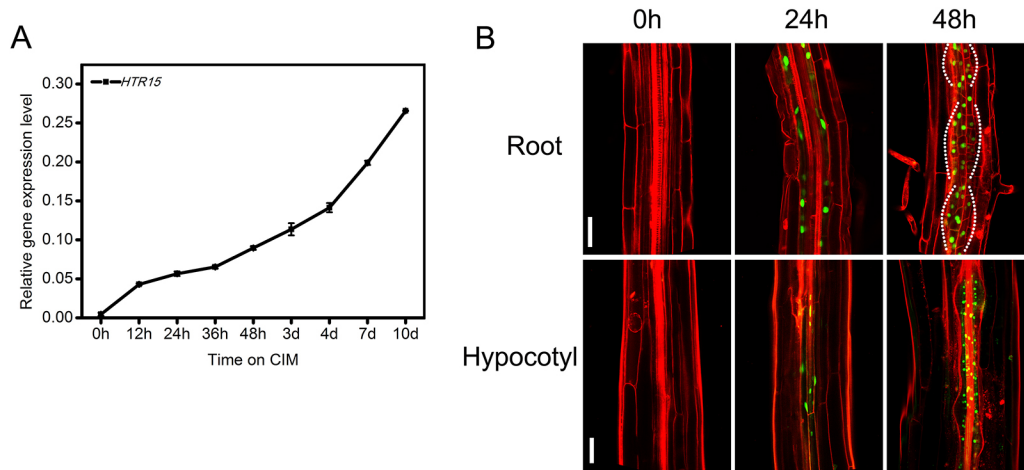 A
HTR15
Relative gene expression level
0.30
0.25
0.20
0.15
0.10
0.05
0.00
0h 12h 24h 36h 48h 3d 4d 7d 10d
Time on CIM
B
0h 24h 48h
Root
Hypocotyl